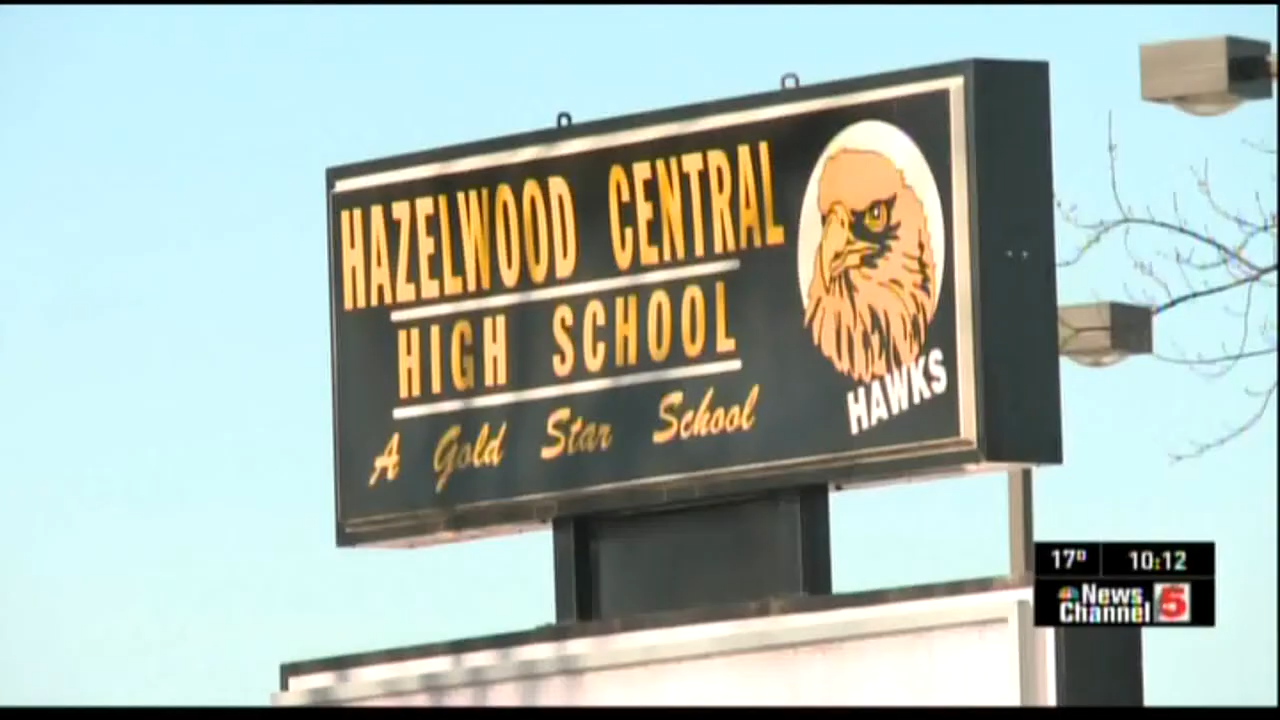 HAZELWOOD CENTRAL
HIGH SCHOOL
A Gold Star School
HAWKS
17° 10:12
News
Channel 5